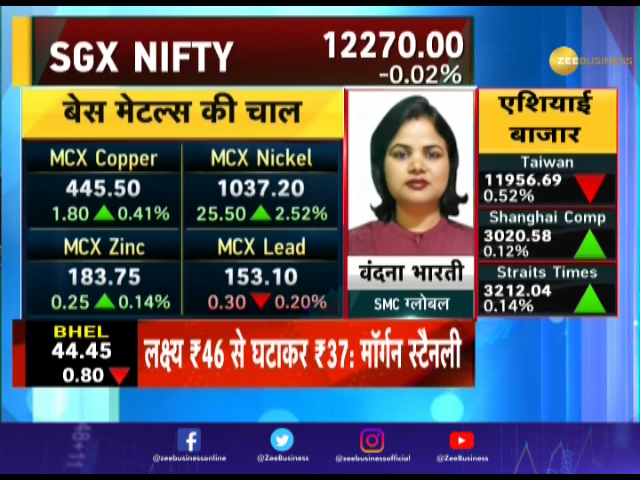 SGX NIFTY
12270.00
-0.02%
ZEEBUSINESS
बेस मेटल्स की चाल
MCX Copper
445.50
1.80 0.41%
MCX Nickel
1037.20
25.50 2.52%
MCX Zinc
183.75
0.25 0.14%
MCX Lead
153.10
0.30 0.20%
वंदना भारती
SMC ग्लोबल
एशियाई
बाजार
Taiwan
11956.69
0.52%
Shanghai Comp
3020.58
0.12%
Straits Times
3212.04
0.14%
BHEL
44.45
0.80
लक्ष्य ₹46 से घटाकर ₹37: मॉर्गन स्टैनली
@zeebusinessonline
@ZeeBusiness
@zeebusinessofficial
@ZeeBusiness